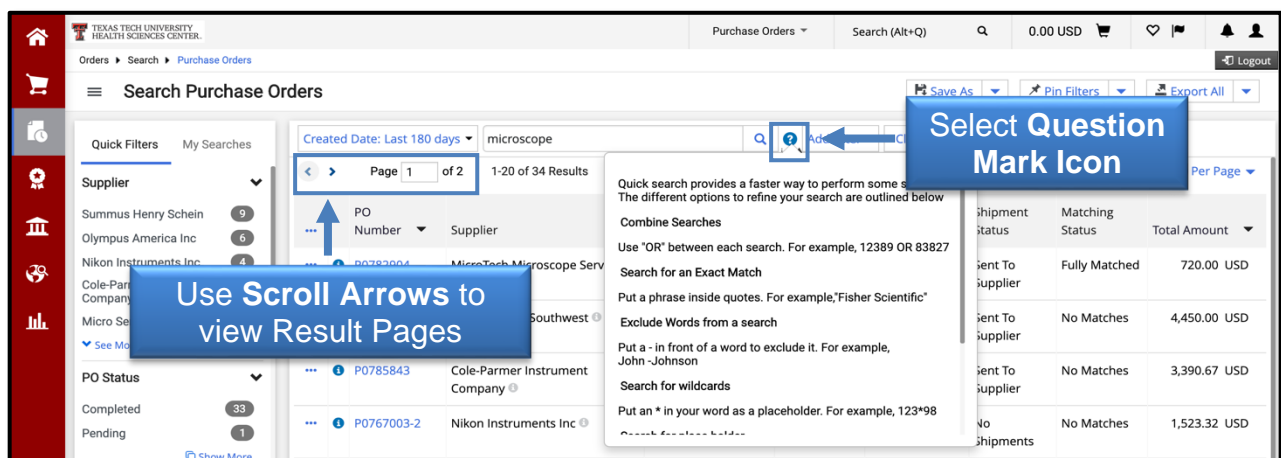 TEXAS TECH UNIVERSITY
HEALTH SCIENCES CENTER.
Purchase Orders
Search (Alt+Q)
0.00 USD
Orders Search Purchase Orders
Logout
Search Purchase Orders
Save As
Pin Filters
Export All
Quick Filters
My Searches
Created Date: Last 180 days
microscope
?
Select Question
Mark Icon
Page 1 of 2
1-20 of 34 Results
Per Page
Supplier
Summus Henry Schein 9
Olympus America Inc 6
Nikon Instruments Inc 4
Company
See
PO Status
Completed 33
Pending 1
Show More
Use Scroll Arrows to
view Result Pages
PO
Number
Supplier
Shipment
Status
Matching
Status
Total Amount
P0782904
MicroTech Microscope Serv
Sent To
Supplier
Fully Matched
720.00 USD
Southwest
Sent To
Supplier
No Matches
4,450.00 USD
P0785843
Cole-Parmer Instrument
Company
Sent To
Supplier
No Matches
3,390.67 USD
P0767003-2
Nikon Instruments Inc
No
Shipments
No Matches
1,523.32 USD
Quick search provides a faster way to perform some
The different options to refine your search are outlined below
Combine Searches
Use "OR" between each search. For example, 12389 OR 83827
Search for an Exact Match
Put a phrase inside quotes. For example,"Fisher Scientific"
Exclude Words from a search
Put a - in front of a word to exclude it. For example,
John -Johnson
Search for wildcards
Put an * in your word as a placeholder. For example, 123*98